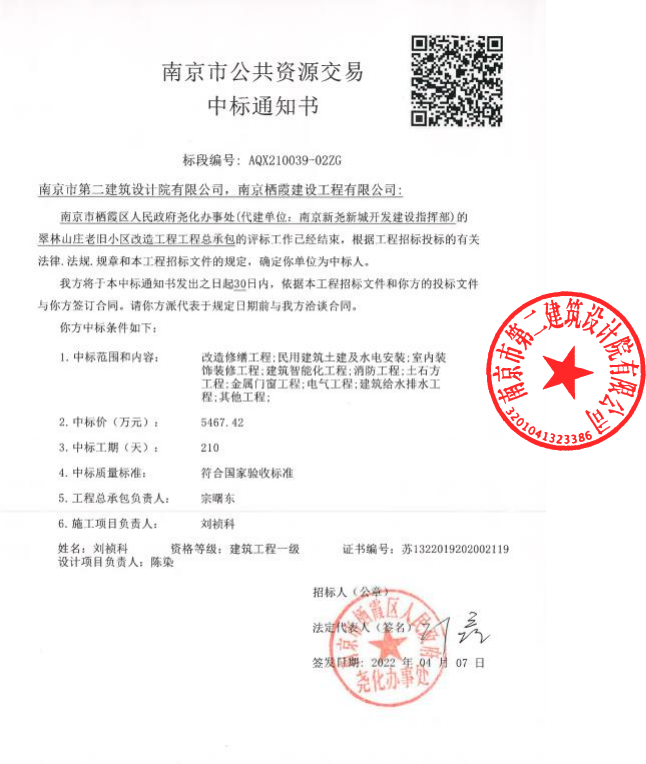 南京市公共资源交易
中标通知书
标段编号: AQX210039-02ZG
南京市第二建筑设计院有限公司, 南京栖霞建设工程有限公司:
南京市栖霞区人民政府尧化办事处(代建单位: 南京新尧新城开发建设指挥部)的
翠林山庄老旧小区改造工程工程总承包的评标工作已经结束, 根据工程招标投标的有关
法律.法规.规章和本工程招标文件的规定, 确定你单位为中标人。
我方将于本中标通知书发出之日起30日内, 依据本工程招标文件和你方的投标文件
与你方签订合同。请你方派代表于规定日期前与我方洽谈合同。
你方中标条件如下:
1. 中标范围和内容: 改造修缮工程;民用建筑土建及水电安装;室内装
饰装修工程;建筑智能化工程;消防工程;土石方
工程;金属门窗工程;电气工程;建筑给水排水工
程;其他工程;
2. 中标价（万元）: 5467.42
3. 中标工期（天）: 210
4. 中标质量标准: 符合国家验收标准
5. 工程总承包负责人: 宗曙东
6. 施工项目负责人: 刘祯科
姓名: 刘祯科 资格等级: 建筑工程一级 证书编号: 苏1322019202002119
设计项目负责人: 陈染
招标人（公章）
法定代表人（签名）
签发日期: 2022 年 04 月 07 日
南京市栖霞区人民政府
尧化办事处
南京市第二建筑设计院有限公司
3201041323386